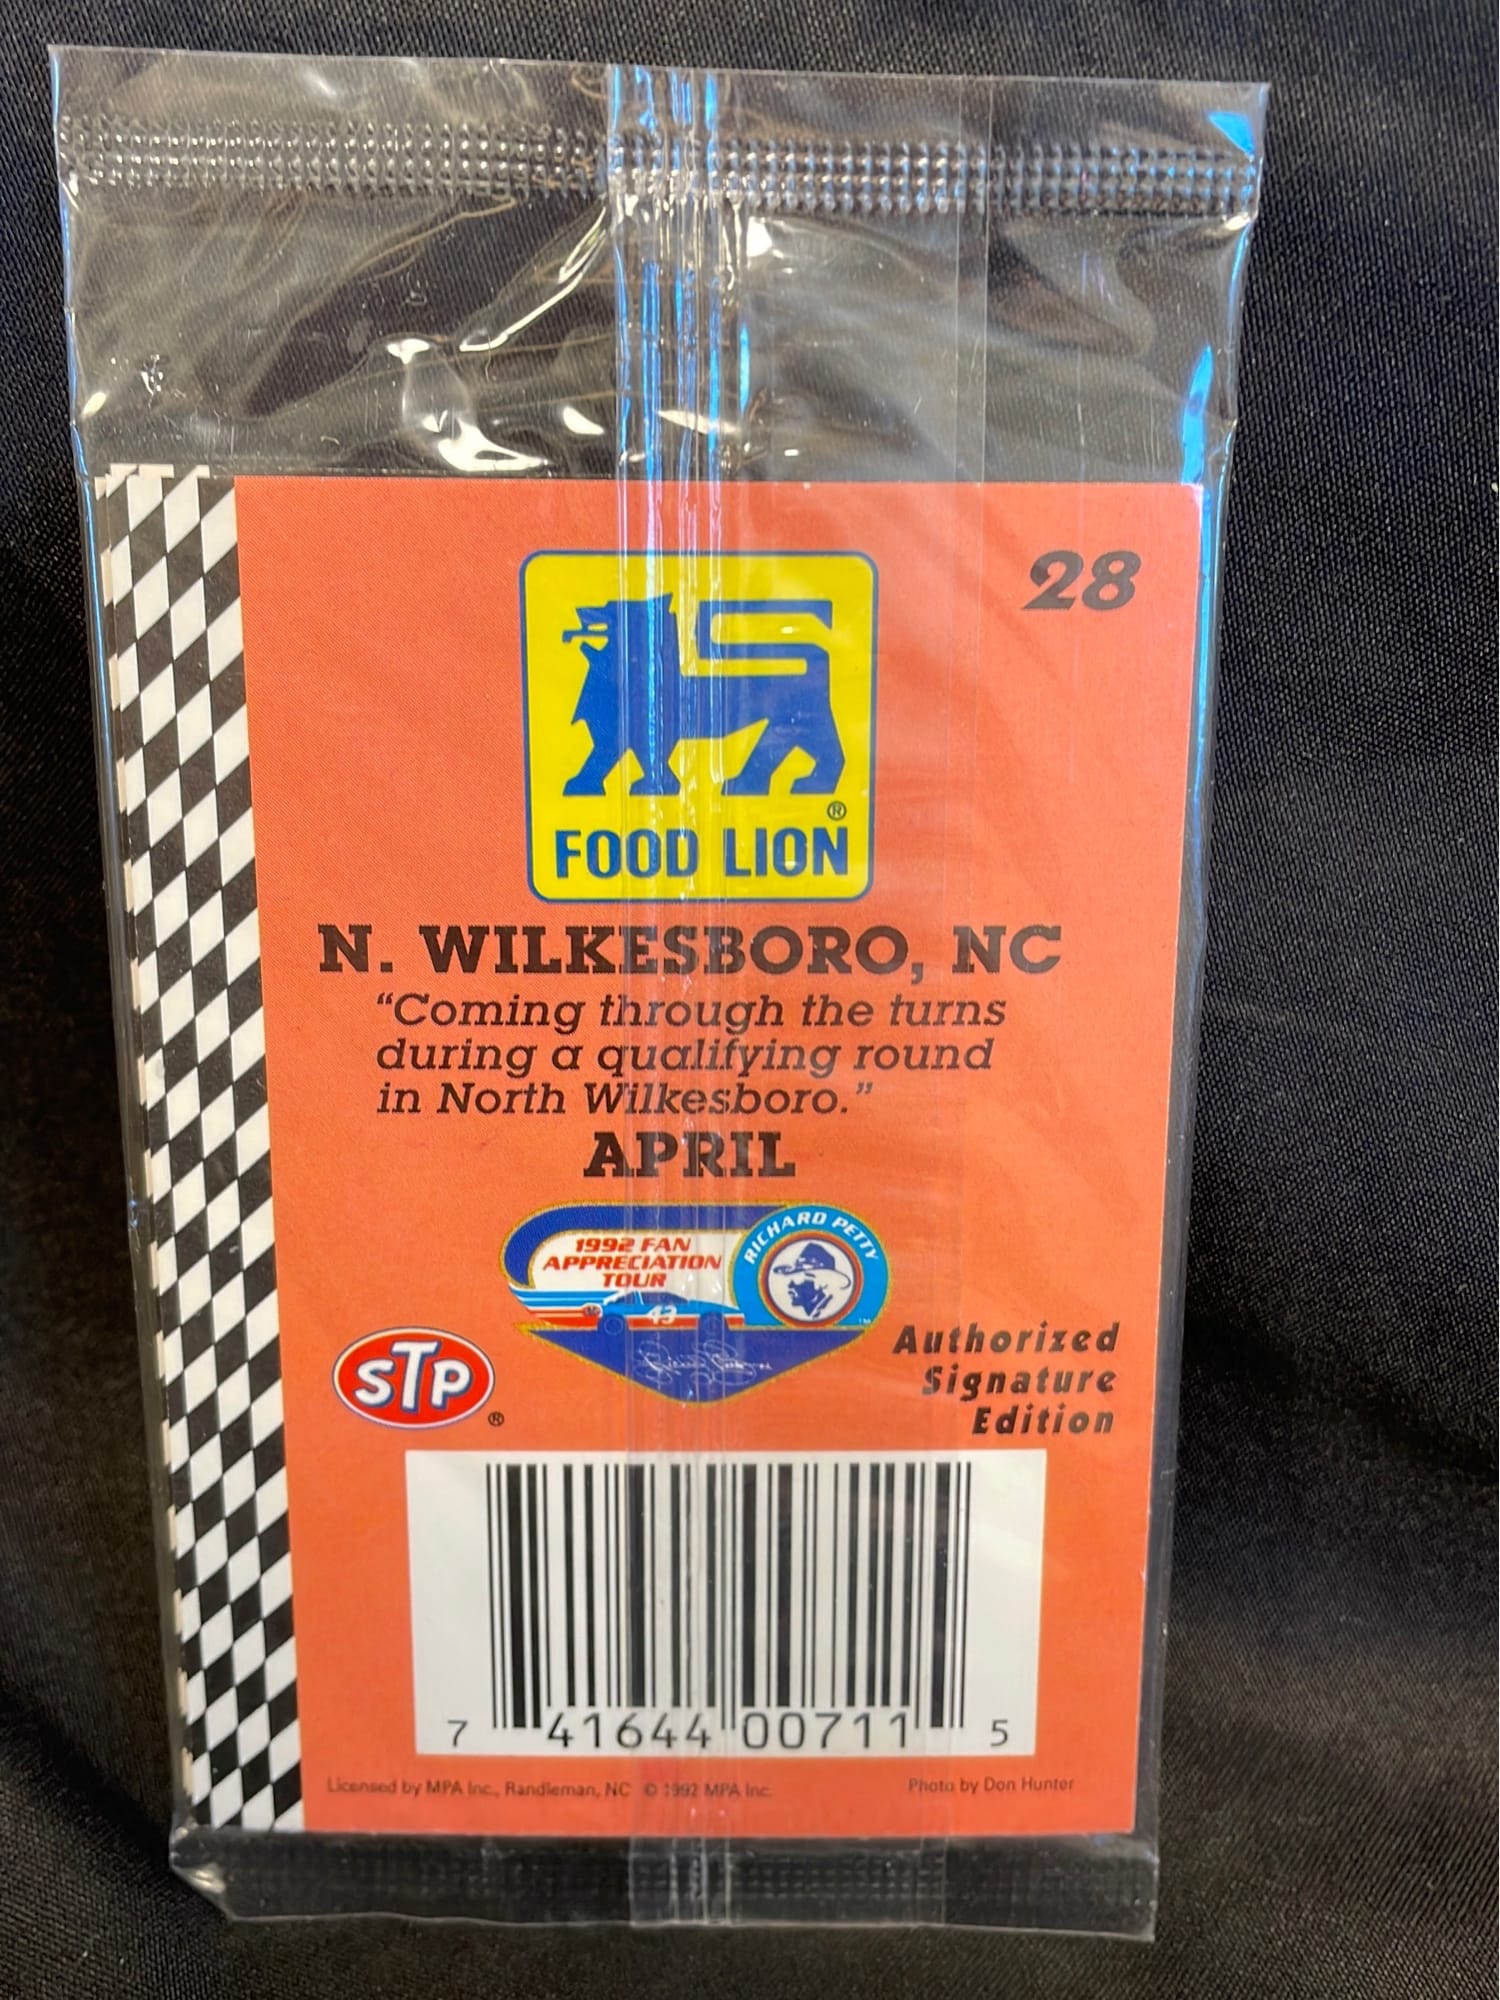 28
FOOD LION
®
N. WILKESBORO, NC
“Coming through the turns
during a qualifying round
in North Wilkesboro.”
APRIL
1992 FAN
APPRECIATION
TOUR
RICHARD PETTY
43
TM
STP
®
Authorized
Signature
Edition
7 41644 00711 5
Licensed by MPA Inc., Randleman, NC © 1992 MPA Inc.
Photo by Don Hunter